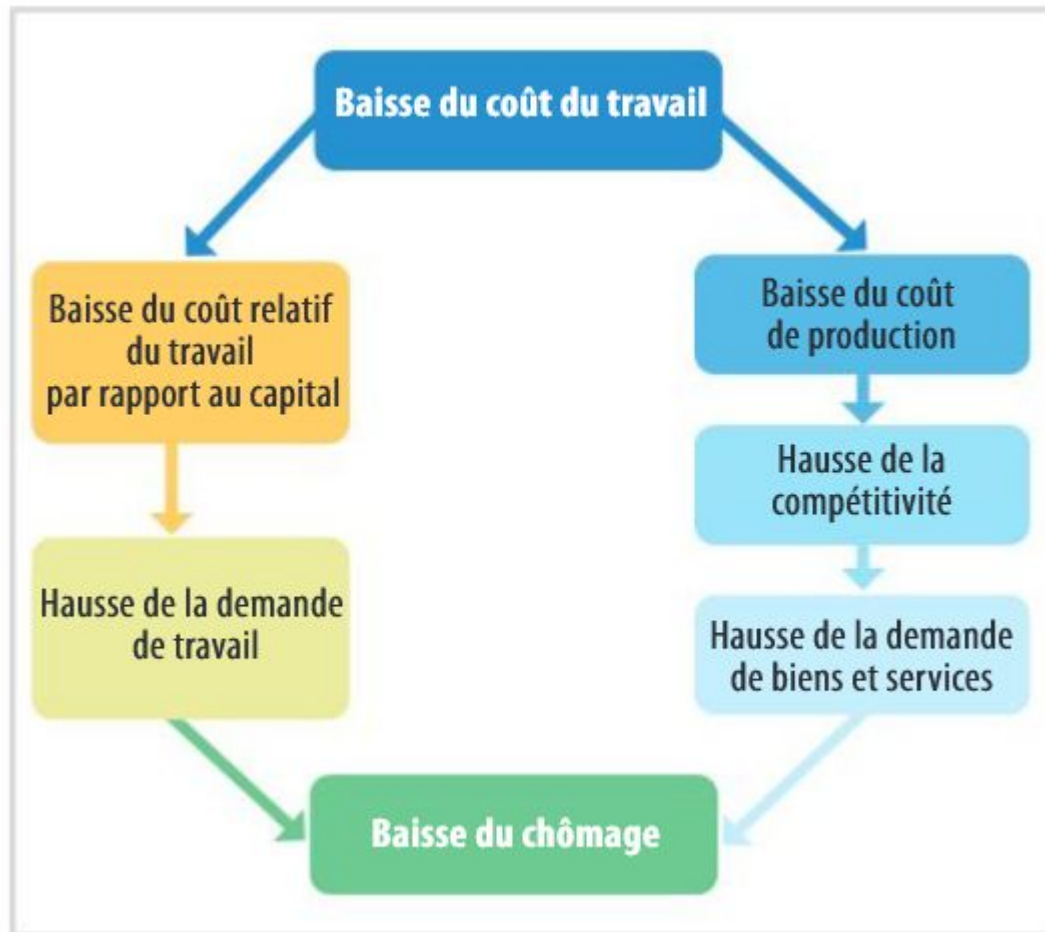 Baisse du coût du travail
Baisse du coût relatif
du travail
par rapport au capital
Hausse de la demande
de travail
Baisse du coût
de production
Hausse de la
compétitivité
Hausse de la demande
de biens et services
Baisse du chômage